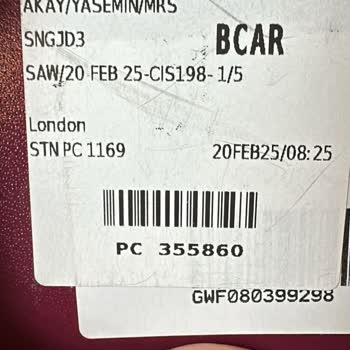 AKAY/YASEMIN/MRS
SNGJD3 BCAR
SAW/20 FEB 25-CIS198- 1/5
London
STN PC 1169 20FEB25/08:25
PC 355860
GWF080399298